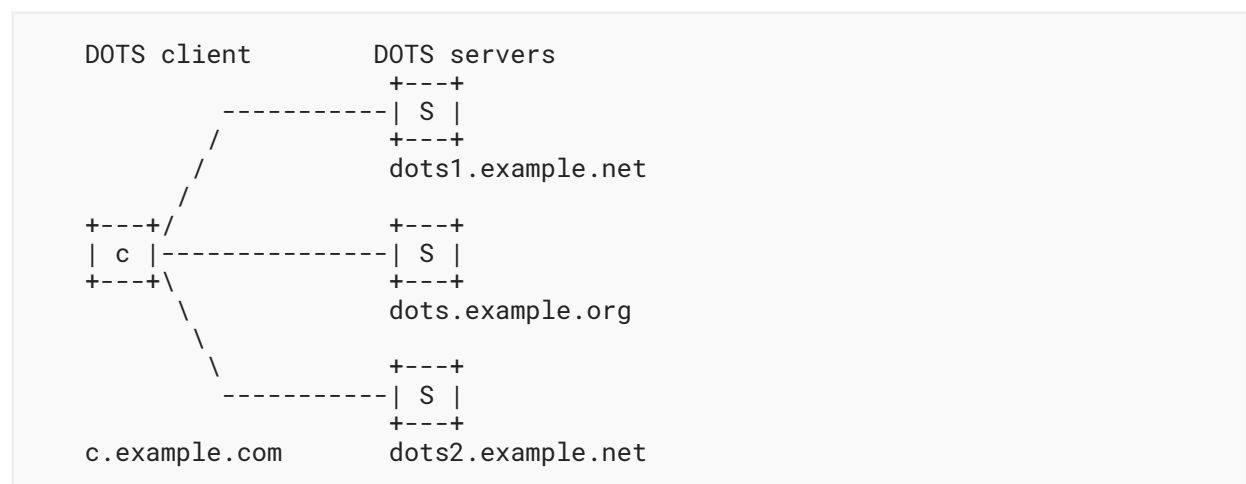 DOTS client        DOTS servers
                    +---+
         -----------| S |
        /           +---+
       /            dots1.example.net
      /
+---+/              +---+
| c |---------------| S |
+---+\              +---+
      \             dots.example.org
       \
        \           +---+
         -----------| S |
                    +---+
c.example.com       dots2.example.net